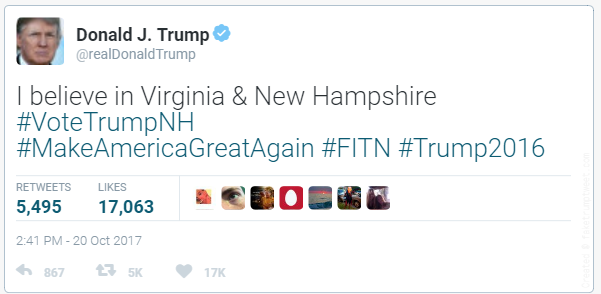 Donald J. Trump
@realDonaldTrump
I believe in Virginia & New Hampshire
#VoteTrumpNH
#MakeAmericaGreatAgain #FITN #Trump2016
RETWEETS LIKES
5,495 17,063
2:41 PM - 20 Oct 2017
867 5K 17K